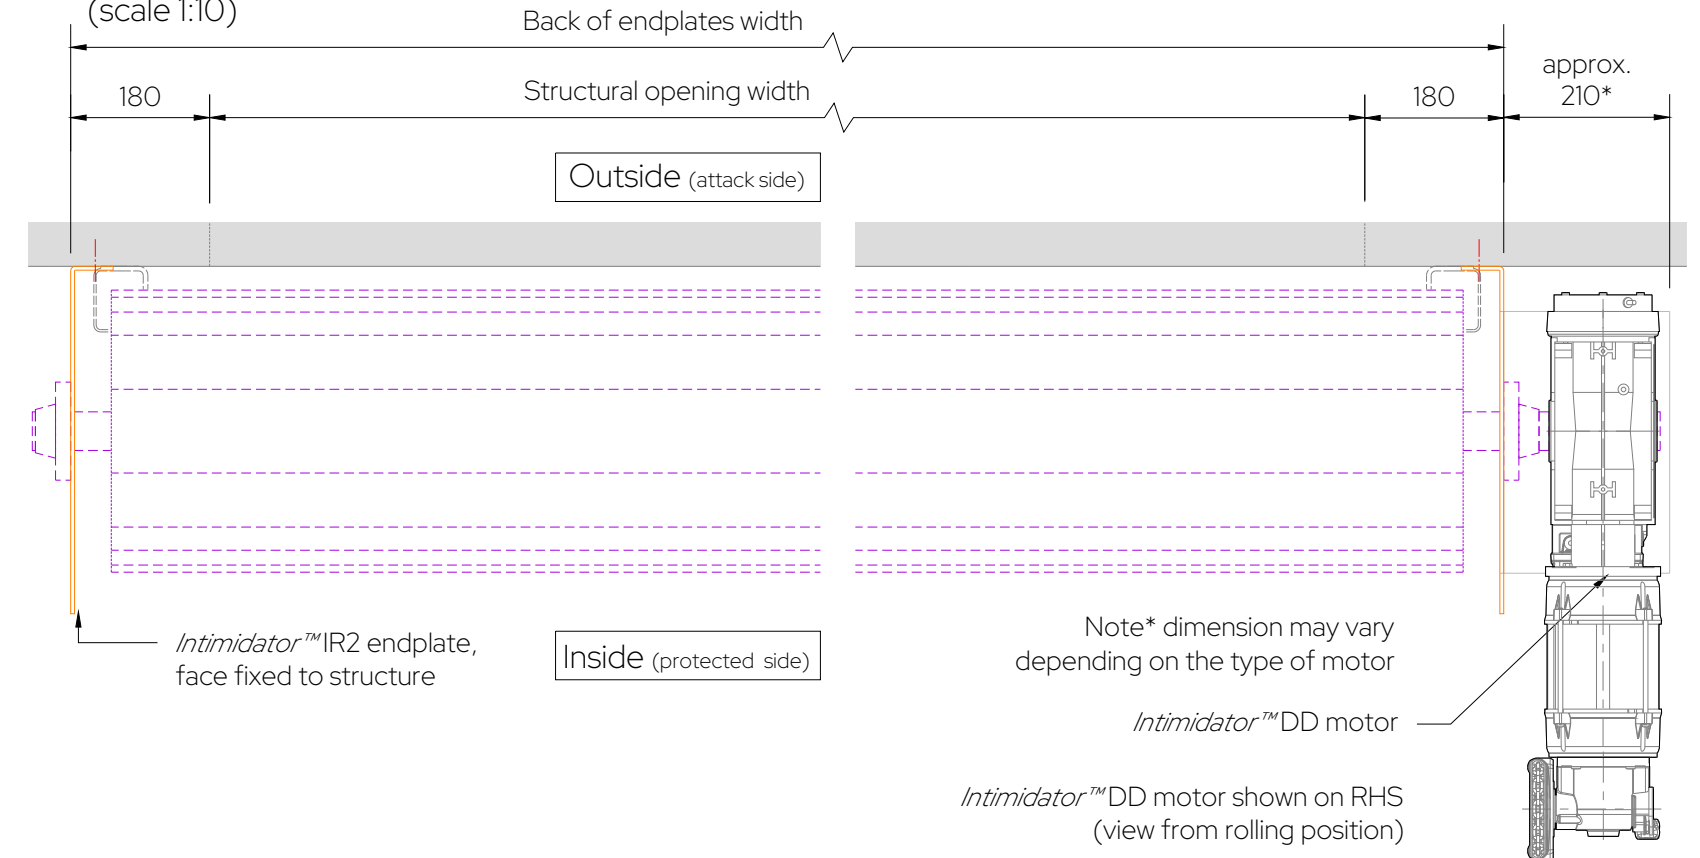 (scale 1:10)
Back of endplates width
approx.
210*
180
Structural opening width
180
Outside (attack side)
Intimidator™ IR2 endplate,
face fixed to structure
Inside (protected side)
Note* dimension may vary
depending on the type of motor
Intimidator™ DD motor
Intimidator™ DD motor shown on RHS
(view from rolling position)